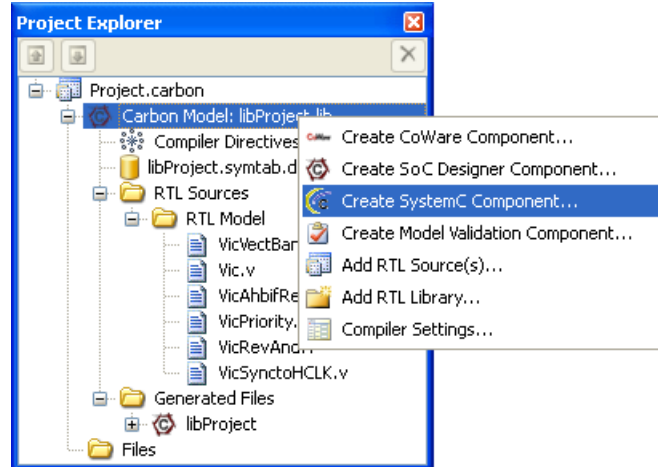 Project Explorer
Project.carbon
Carbon Model: libProject.lib
Compiler Directives
libProject.symtab.d
RTL Sources
RTL Model
VicVectBan
Vic.v
VicAhbifRe
VicPriority.
VicRevAnd.
VicSynctoHCLK.v
Generated Files
libProject
Files
Create CoWare Component...
Create SoC Designer Component...
Create SystemC Component...
Create Model Validation Component...
Add RTL Source(s)...
Add RTL Library...
Compiler Settings...